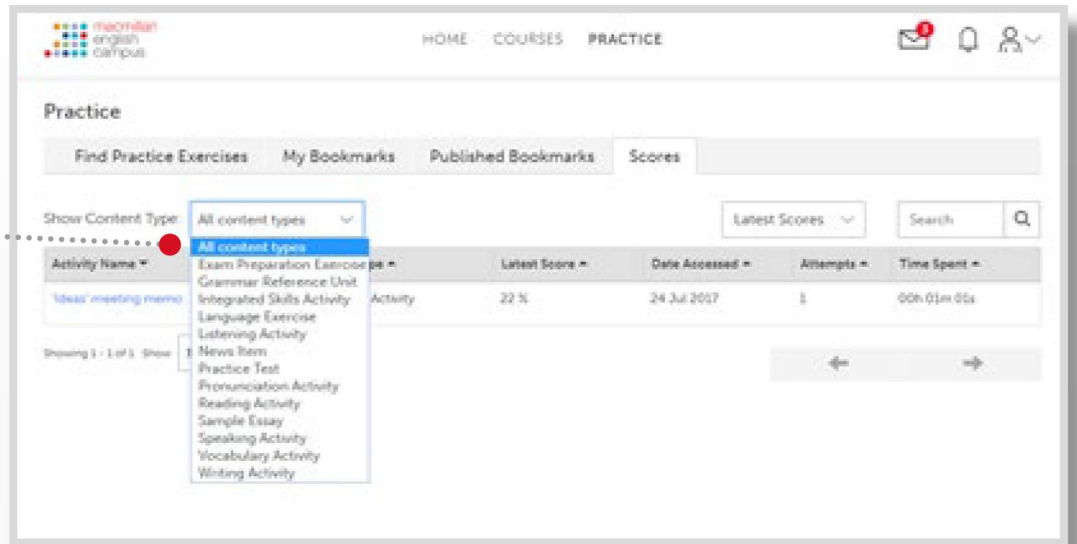 macmillan
english
campus
HOME COURSES PRACTICE
3
Practice
Find Practice Exercises My Bookmarks Published Bookmarks Scores
Show Content Type: All content types Latest Scores Search
All content types
Activity Name Latest Score Date Accessed Attempts Time Spent
Exam Preparation Exercise
Grammar Reference Unit
'Ideas' meeting memo Activity 22 % 24 Jul 2017 1 00h 01m 01s
Integrated Skills Activity
Language Exercise
Listening Activity
Showing 1 - 1 of 1 Show
News Item
Practice Test
Pronunciation Activity
Reading Activity
Sample Essay
Speaking Activity
Vocabulary Activity
Writing Activity